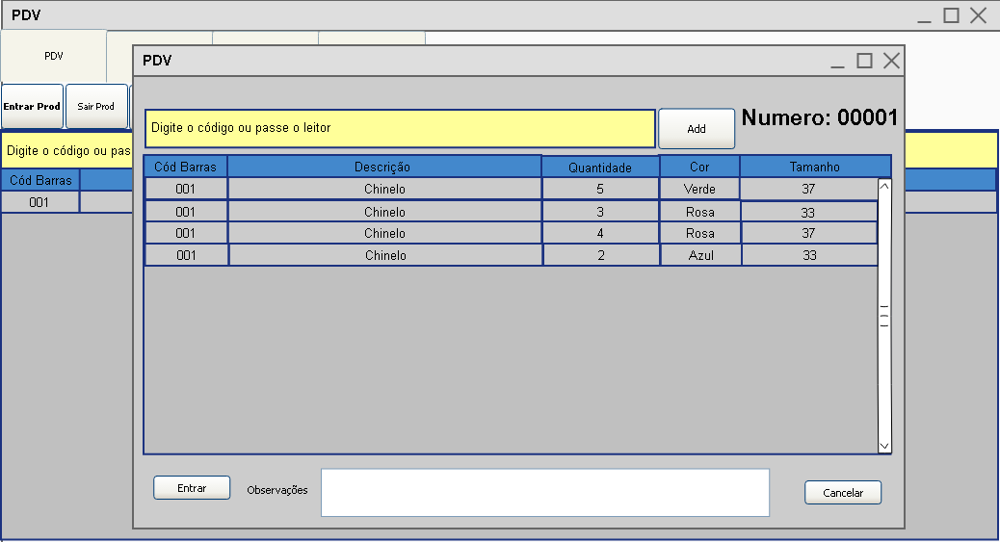 PDV
PDV
Entrar Prod Sair Prod
Digite o código ou pas
Cód Barras
001
PDV
Digite o código ou passe o leitor Add Numero: 00001
Cód Barras Descrição Quantidade Cor Tamanho
001 Chinelo 5 Verde 37
001 Chinelo 3 Rosa 33
001 Chinelo 4 Rosa 37
001 Chinelo 2 Azul 33
Entrar Observações Cancelar